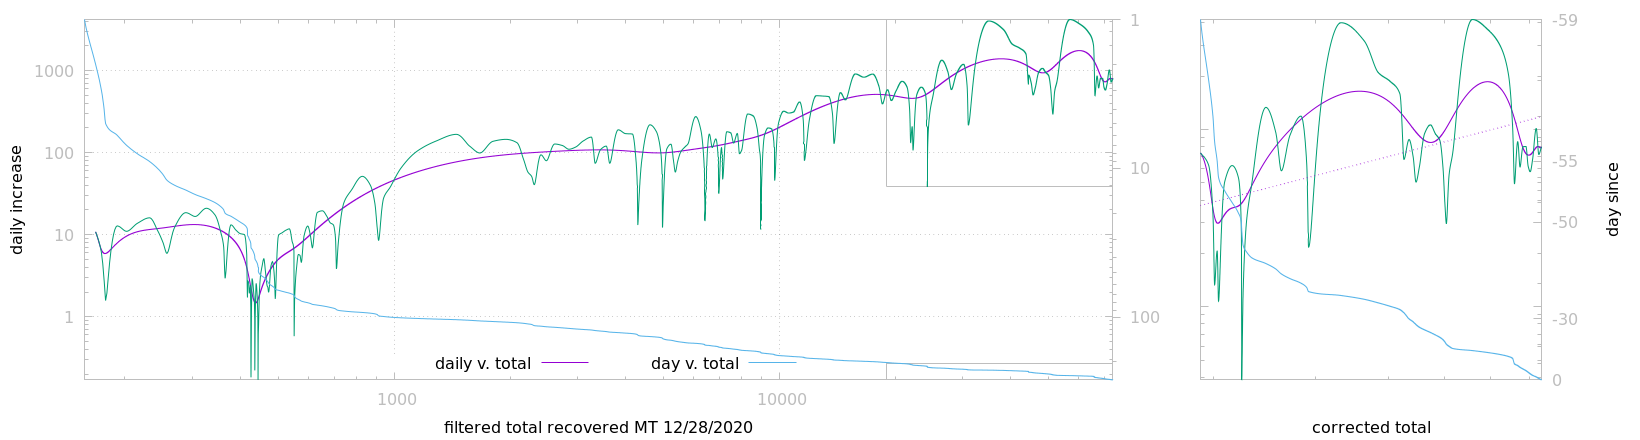 daily increase
1000
100
10
1
1000
10000
1
10
100
daily v. total
day v. total
filtered total recovered MT 12/28/2020
-59
-55
-50
-30
0
day since
corrected total